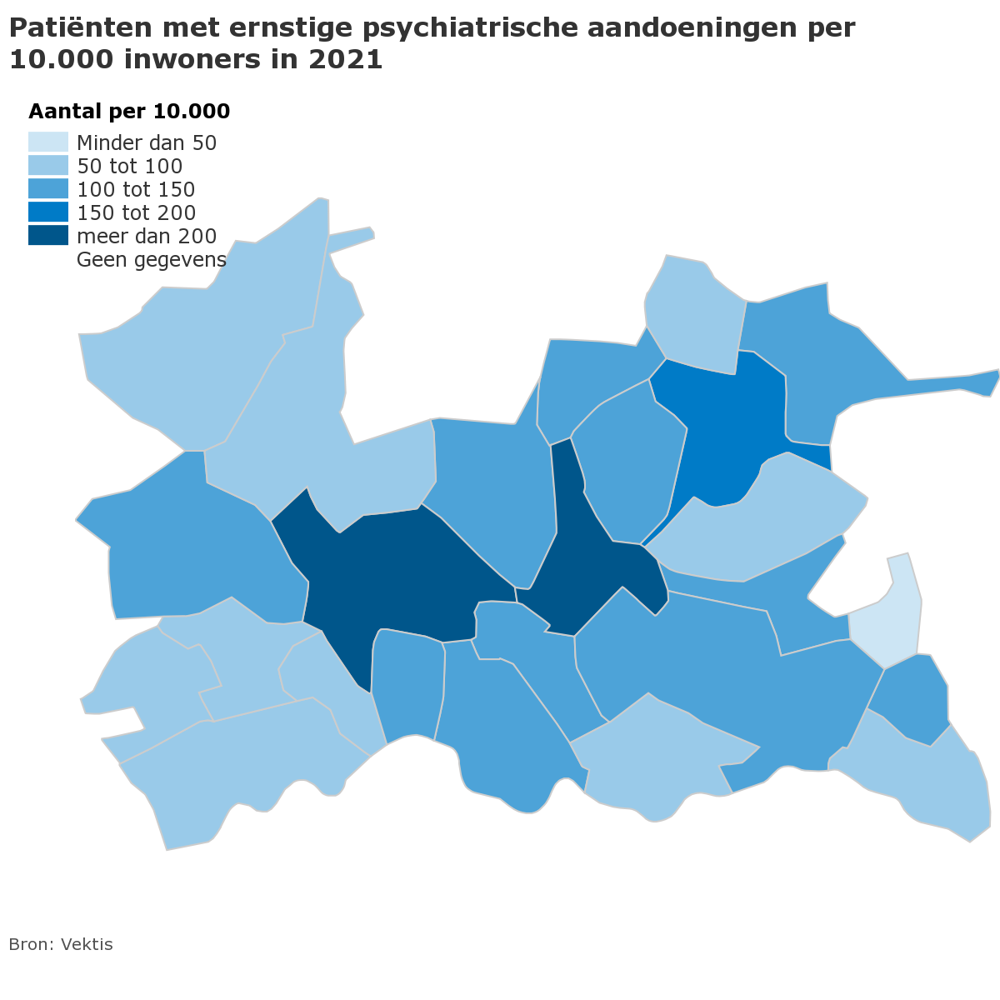 Patiënten met ernstige psychiatrische aandoeningen per
10.000 inwoners in 2021
Aantal per 10.000
Minder dan 50
50 tot 100
100 tot 150
150 tot 200
meer dan 200
Geen gegevens
Bron: Vektis